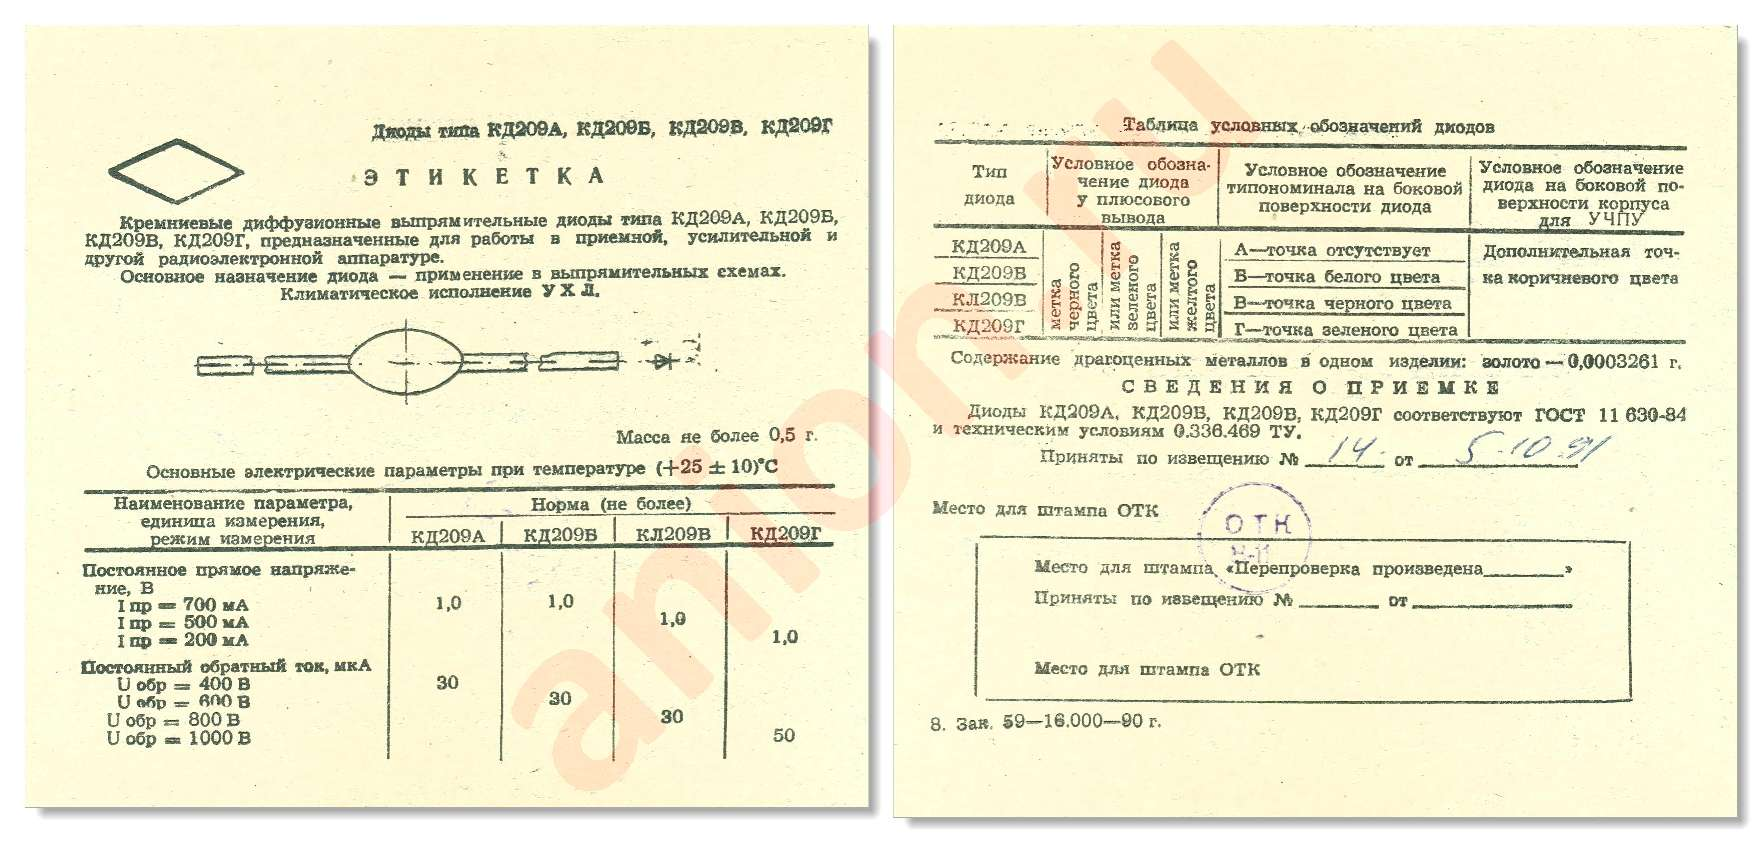 Диоды типа КД209А, КД209Б, КД209В, КД209Г
ЭТИКЕТКА
Кремниевые диффузионные выпрямительные диоды типа КД209А, КД209Б,
КД209В, КД209Г, предназначенные для работы в приемной, усилительной и
другой радиоэлектронной аппаратуре.
Основное назначение диода — применение в выпрямительных схемах.
Климатическое исполнение УХЛ.
Масса не более 0,5 г.
Основные электрические параметры при температуре (+25 ± 10)°С
Наименование параметра,
единица измерения,
режим измерения
Норма (не более)
КД209А КД209Б КЛ209В КД209Г
Постоянное прямое напряже-
ние, В
I пр = 700 мА 1,0 1,0
I пр = 500 мА 1,0
I пр = 200 мА 1,0
Постоянный обратный ток, мкА
U обр = 400 В 30
U обр = 600 В 30
U обр = 800 В 30
U обр = 1000 В 50
Таблица условных обозначений диодов
Тип
диода
Условное обозна-
чение диода
у плюсового
вывода
Условное обозначение
типономинала на боковой
поверхности диода
Условное обозначение
диода на боковой по-
верхности корпуса
для УЧПУ
КД209А
КД209В
КЛ209В
КД209Г
метка
черного
цвета
или метка
зеленого
цвета
или метка
желтого
цвета
А—точка отсутствует
В—точка белого цвета
В—точка черного цвета
Г—точка зеленого цвета
Дополнительная точ-
ка коричневого цвета
Содержание драгоценных металлов в одном изделии: золото — 0,0003261 г.
СВЕДЕНИЯ О ПРИЕМКЕ
Диоды КД209А, КД209В, КД209В, КД209Г соответствуют ГОСТ 11 630-84
и техническим условиям 0.336.469 ТУ.
Приняты по извещению № 14 от 5.10.91
Место для штампа ОТК
ОТК
Место для штампа «Перепроверка произведена»
Приняты по извещению № от
Место для штампа ОТК
8. Зак. 59—16.000—90 г.
anion.ru